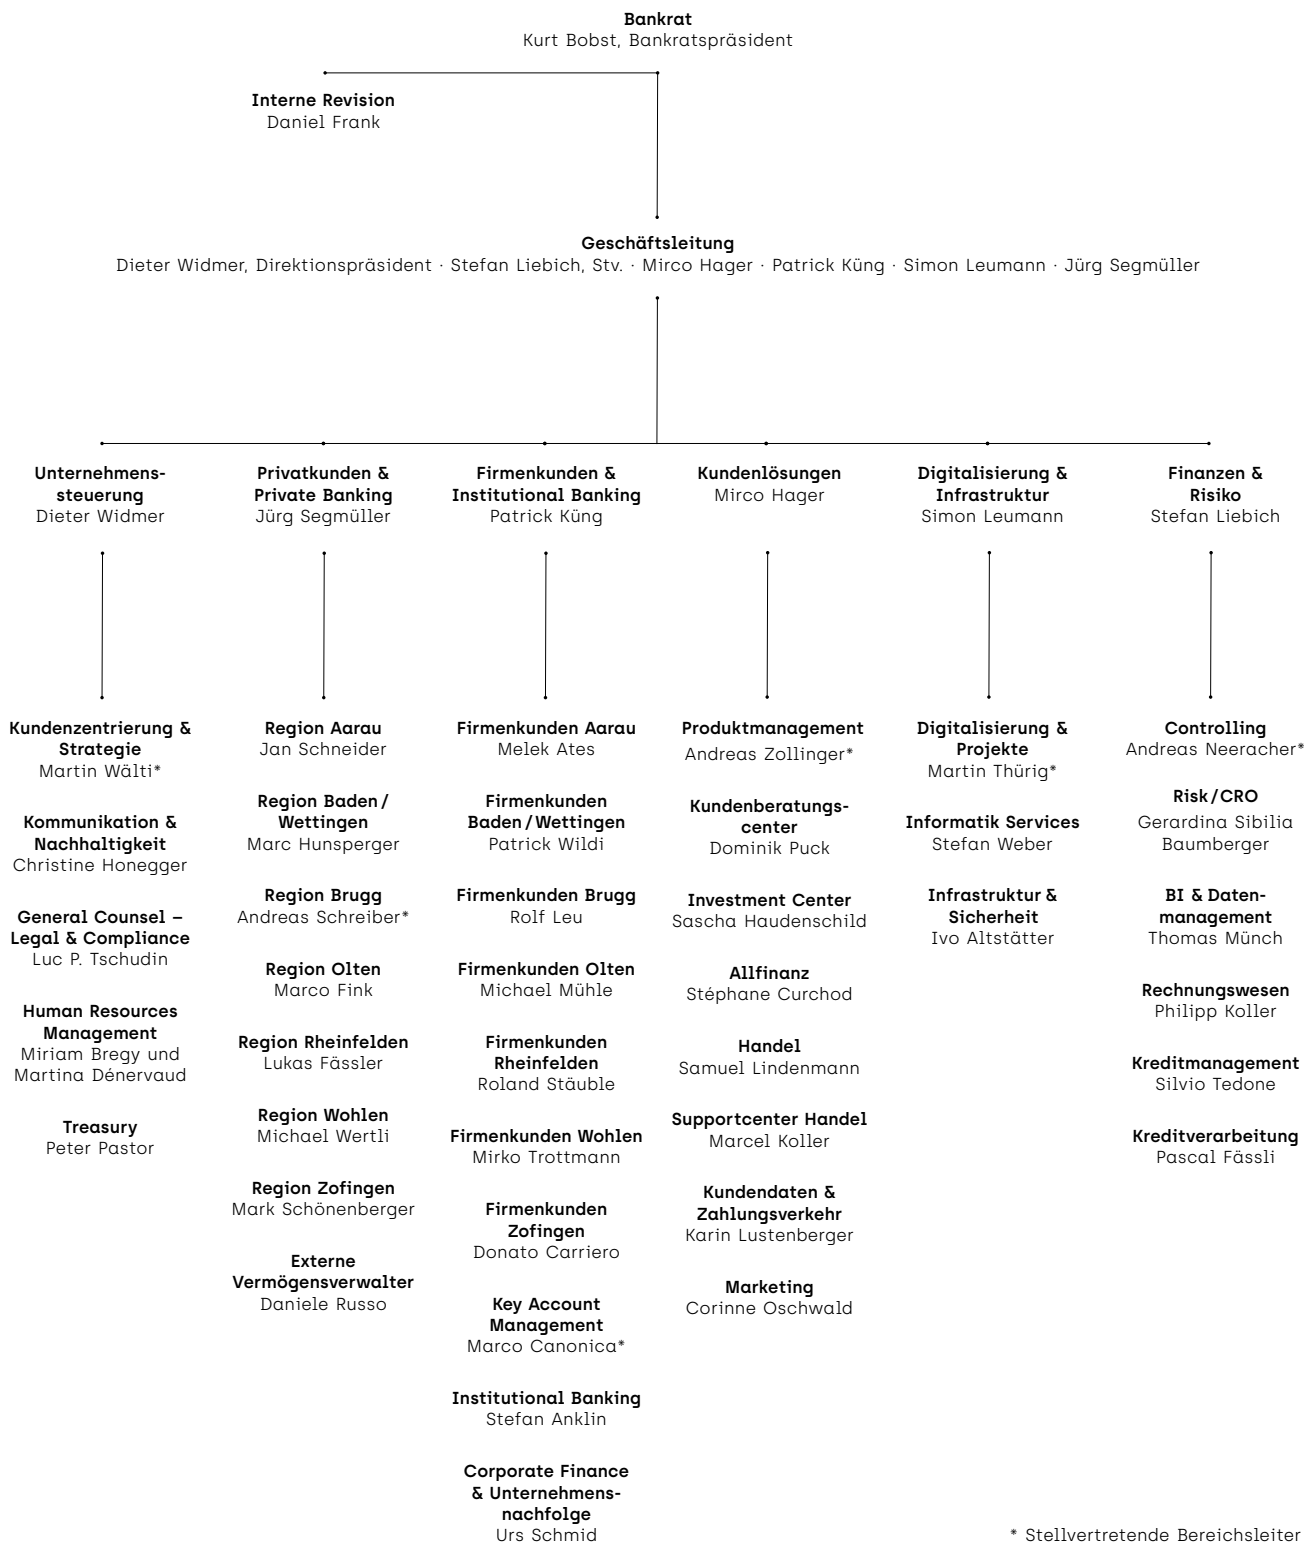 Bankrat
Kurt Bobst, Bankratspräsident
Interne Revision
Daniel Frank
Geschäftsleitung
Dieter Widmer, Direktionspräsident · Stefan Liebich, Stv. · Mirco Hager · Patrick Küng · Simon Leumann · Jürg Segmüller
Unternehmens-
steuerung
Dieter Widmer
Kundenzentrierung &
Strategie
Martin Wälti*
Kommunikation &
Nachhaltigkeit
Christine Honegger
General Counsel –
Legal & Compliance
Luc P. Tschudin
Human Resources
Management
Miriam Bregy und
Martina Dénervaud
Treasury
Peter Pastor
Privatkunden &
Private Banking
Jürg Segmüller
Region Aarau
Jan Schneider
Region Baden /
Wettingen
Marc Hunsperger
Region Brugg
Andreas Schreiber*
Region Olten
Marco Fink
Region Rheinfelden
Lukas Fässler
Region Wohlen
Michael Wertli
Region Zofingen
Mark Schönenberger
Externe
Vermögensverwalter
Daniele Russo
Firmenkunden &
Institutional Banking
Patrick Küng
Firmenkunden Aarau
Melek Ates
Firmenkunden
Baden / Wettingen
Patrick Wildi
Firmenkunden Brugg
Rolf Leu
Firmenkunden Olten
Michael Mühle
Firmenkunden
Rheinfelden
Roland Stäuble
Firmenkunden Wohlen
Mirko Trottmann
Firmenkunden
Zofingen
Donato Carriero
Key Account
Management
Marco Canonica*
Institutional Banking
Stefan Anklin
Corporate Finance
& Unternehmens-
nachfolge
Urs Schmid
Kundenlösungen
Mirco Hager
Produktmanagement
Andreas Zollinger*
Kundenberatungs-
center
Dominik Puck
Investment Center
Sascha Haudenschild
Allfinanz
Stéphane Curchod
Handel
Samuel Lindenmann
Supportcenter Handel
Marcel Koller
Kundendaten &
Zahlungsverkehr
Karin Lustenberger
Marketing
Corinne Oschwald
Digitalisierung &
Infrastruktur
Simon Leumann
Digitalisierung &
Projekte
Martin Thürig*
Informatik Services
Stefan Weber
Infrastruktur &
Sicherheit
Ivo Altstätter
Finanzen &
Risiko
Stefan Liebich
Controlling
Andreas Neeracher*
Risk / CRO
Gerardina Sibilia
Baumberger
BI & Daten-
management
Thomas Münch
Rechnungswesen
Philipp Koller
Kreditmanagement
Silvio Tedone
Kreditverarbeitung
Pascal Fässli
* Stellvertretende Bereichsleiter